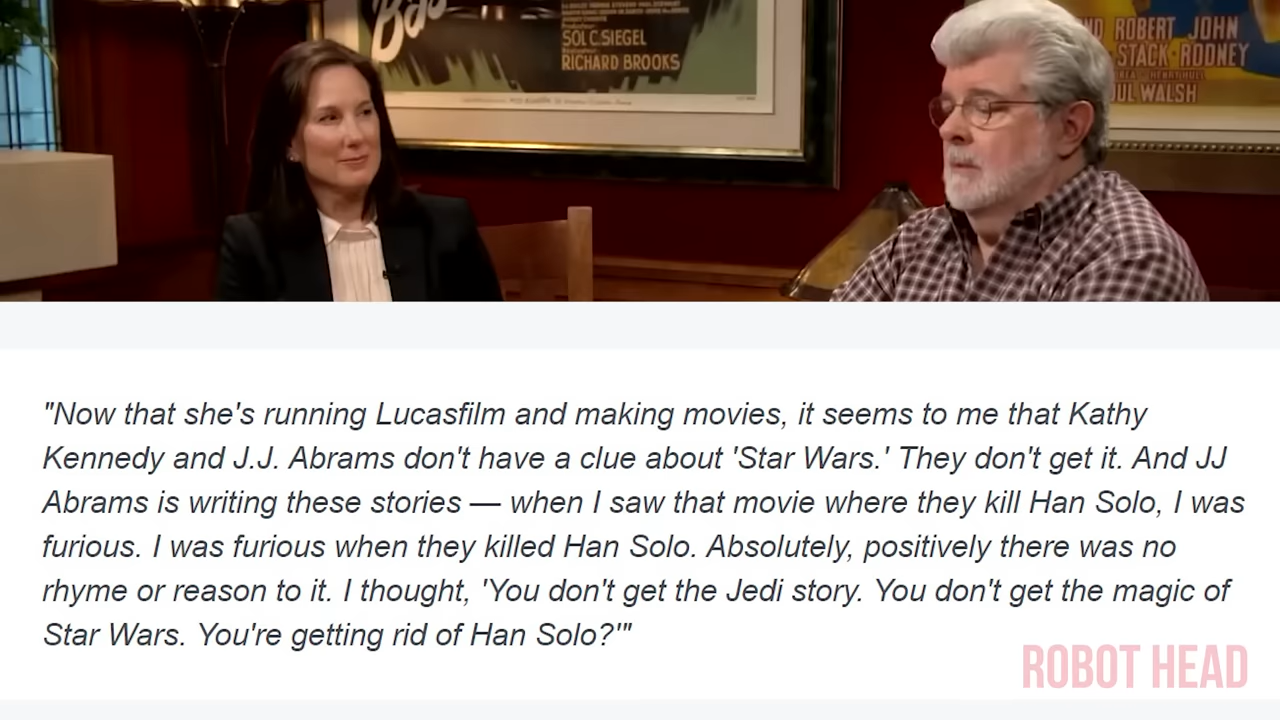 Bad
SOL C. SIEGEL
RICHARD BROOKS
ROBERT JOHN
STACK·RODNEY
WALSH
"Now that she's running Lucasfilm and making movies, it seems to me that Kathy
Kennedy and J.J. Abrams don't have a clue about 'Star Wars.' They don't get it. And JJ
Abrams is writing these stories — when I saw that movie where they kill Han Solo, I was
furious. I was furious when they killed Han Solo. Absolutely, positively there was no
rhyme or reason to it. I thought, 'You don't get the Jedi story. You don't get the magic of
Star Wars. You're getting rid of Han Solo?'"
ROBOT HEAD